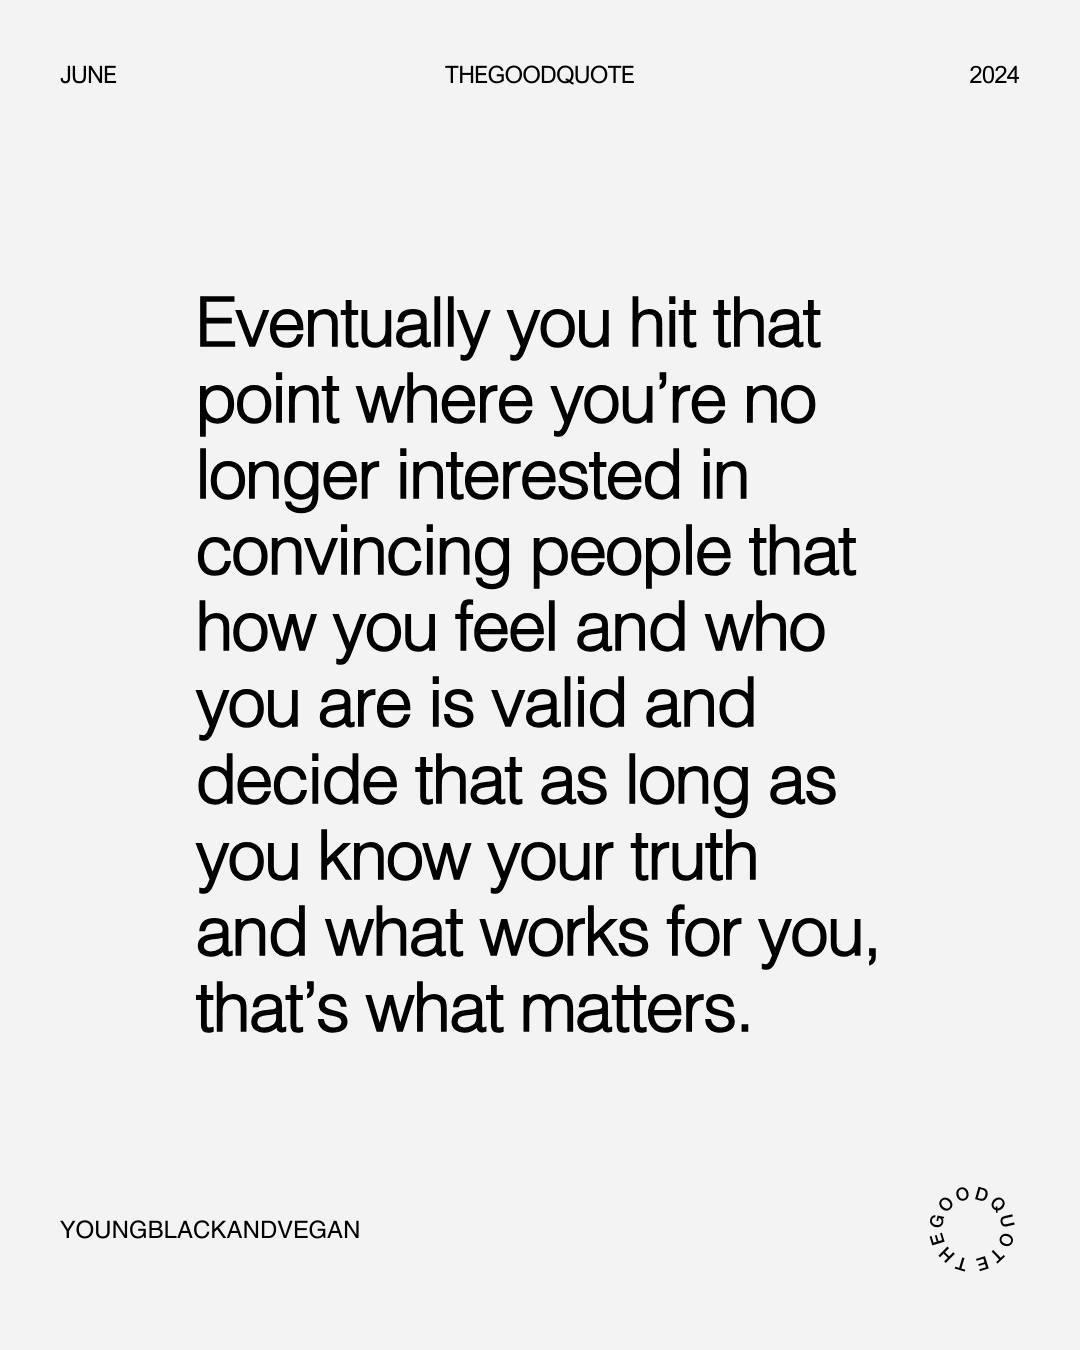 JUNE THEGOODQUOTE 2024
Eventually you hit that
point where you’re no
longer interested in
convincing people that
how you feel and who
you are is valid and
decide that as long as
you know your truth
and what works for you,
that’s what matters.
YOUNGBLACKANDVEGAN
THEGOODQUOTE